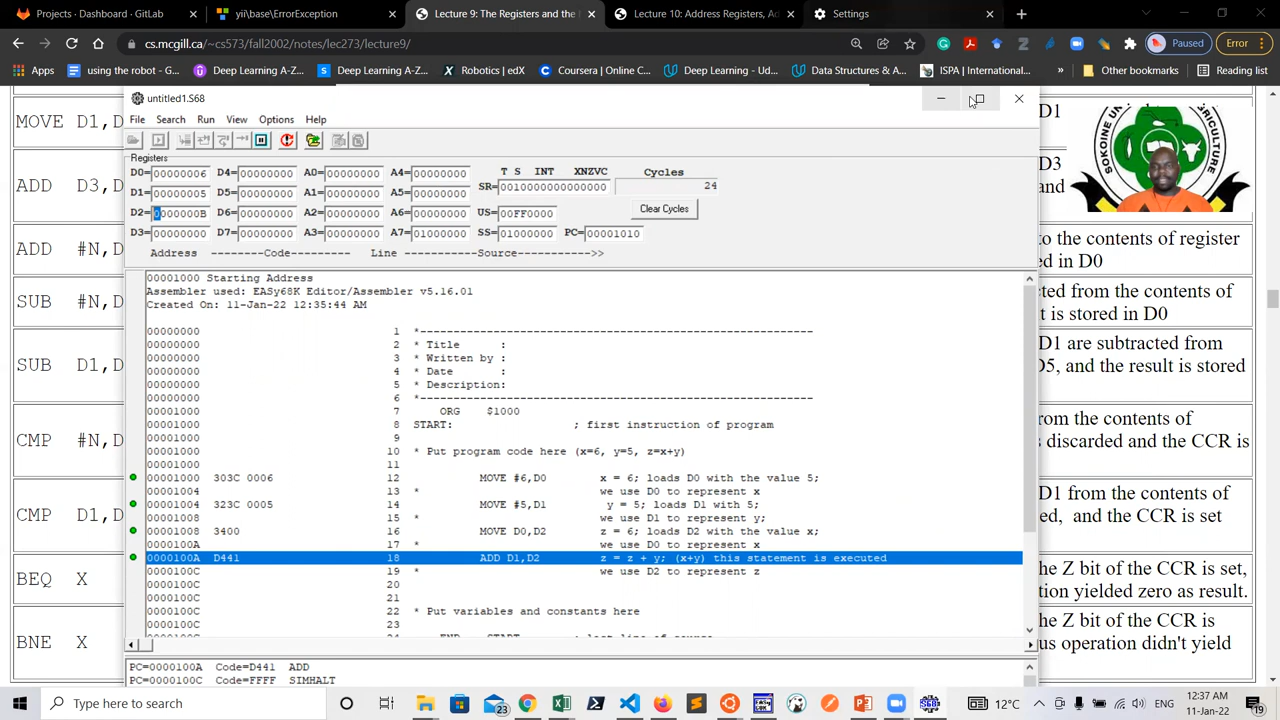 Projects - Dashboard - GitLab
yii\base\ErrorException
Lecture 9: The Registers and the
Lecture 10: Address Registers, Ad
Settings
cs.mcgill.ca/~cs573/fall2002/notes/lec273/lecture9/
Paused
Error
Apps
using the robot - G...
Deep Learning A-Z...
Deep Learning A-Z...
Robotics | edX
Coursera | Online C...
Deep Learning - Ud...
Data Structures & A...
ISPA | International...
Other bookmarks
Reading list
untitled1.S68
File Search Run View Options Help
Registers
D0=00000006 D4=00000000 A0=00000000 A4=00000000 T S INT XNZVC Cycles
D1=00000005 D5=00000000 A1=00000000 A5=00000000 SR=0010000000000000 24
D2=0000000B D6=00000000 A2=00000000 A6=00000000 US=00FF0000 Clear Cycles
D3=00000000 D7=00000000 A3=00000000 A7=01000000 SS=01000000 PC=00001010
Address --------Code--------- Line -----------Source----------->>
00001000 Starting Address
Assembler used: EASy68K Editor/Assembler v5.16.01
Created On: 11-Jan-22 12:35:44 AM
00000000 1 *-----------------------------------------------------------
00000000 2 * Title :
00000000 3 * Written by :
00000000 4 * Date :
00000000 5 * Description:
00000000 6 *-----------------------------------------------------------
00001000 7 ORG $1000
00001000 8 START: ; first instruction of program
00001000 9
00001000 10 * Put program code here (x=6, y=5, z=x+y)
00001000 11
00001000 303C 0006 12 MOVE #6,D0 x = 6; loads D0 with the value 5;
00001004 13 * we use D0 to represent x
00001004 323C 0005 14 MOVE #5,D1 y = 5; loads D1 with 5;
00001008 15 * we use D1 to represent y;
00001008 3400 16 MOVE D0,D2 z = 6; loads D2 with the value x;
0000100A 17 * we use D0 to represent x
0000100A D441 18 ADD D1,D2 z = z + y; (x+y) this statement is executed
0000100C 19 * we use D2 to represent z
0000100C 20
0000100C 21
0000100C 22 * Put variables and constants here
0000100C 23
PC=0000100A Code=D441 ADD
PC=0000100C Code=FFFF SIMHALT
MOVE D1,D
ADD D3,D
ADD #N,D
SUB #N,D
SUB D1,D
CMP #N,D
CMP D1,D
BEQ X
BNE X
D1
D3
and
to the contents of register
ed in D0
cted from the contents of
t is stored in D0
D1 are subtracted from
D5, and the result is stored
rom the contents of
s discarded and the CCR is
D1 from the contents of
ed, and the CCR is set
he Z bit of the CCR is set,
tion yielded zero as result.
he Z bit of the CCR is
us operation didn't yield
Type here to search
23
12°C
ENG
12:37 AM
11-Jan-22
19